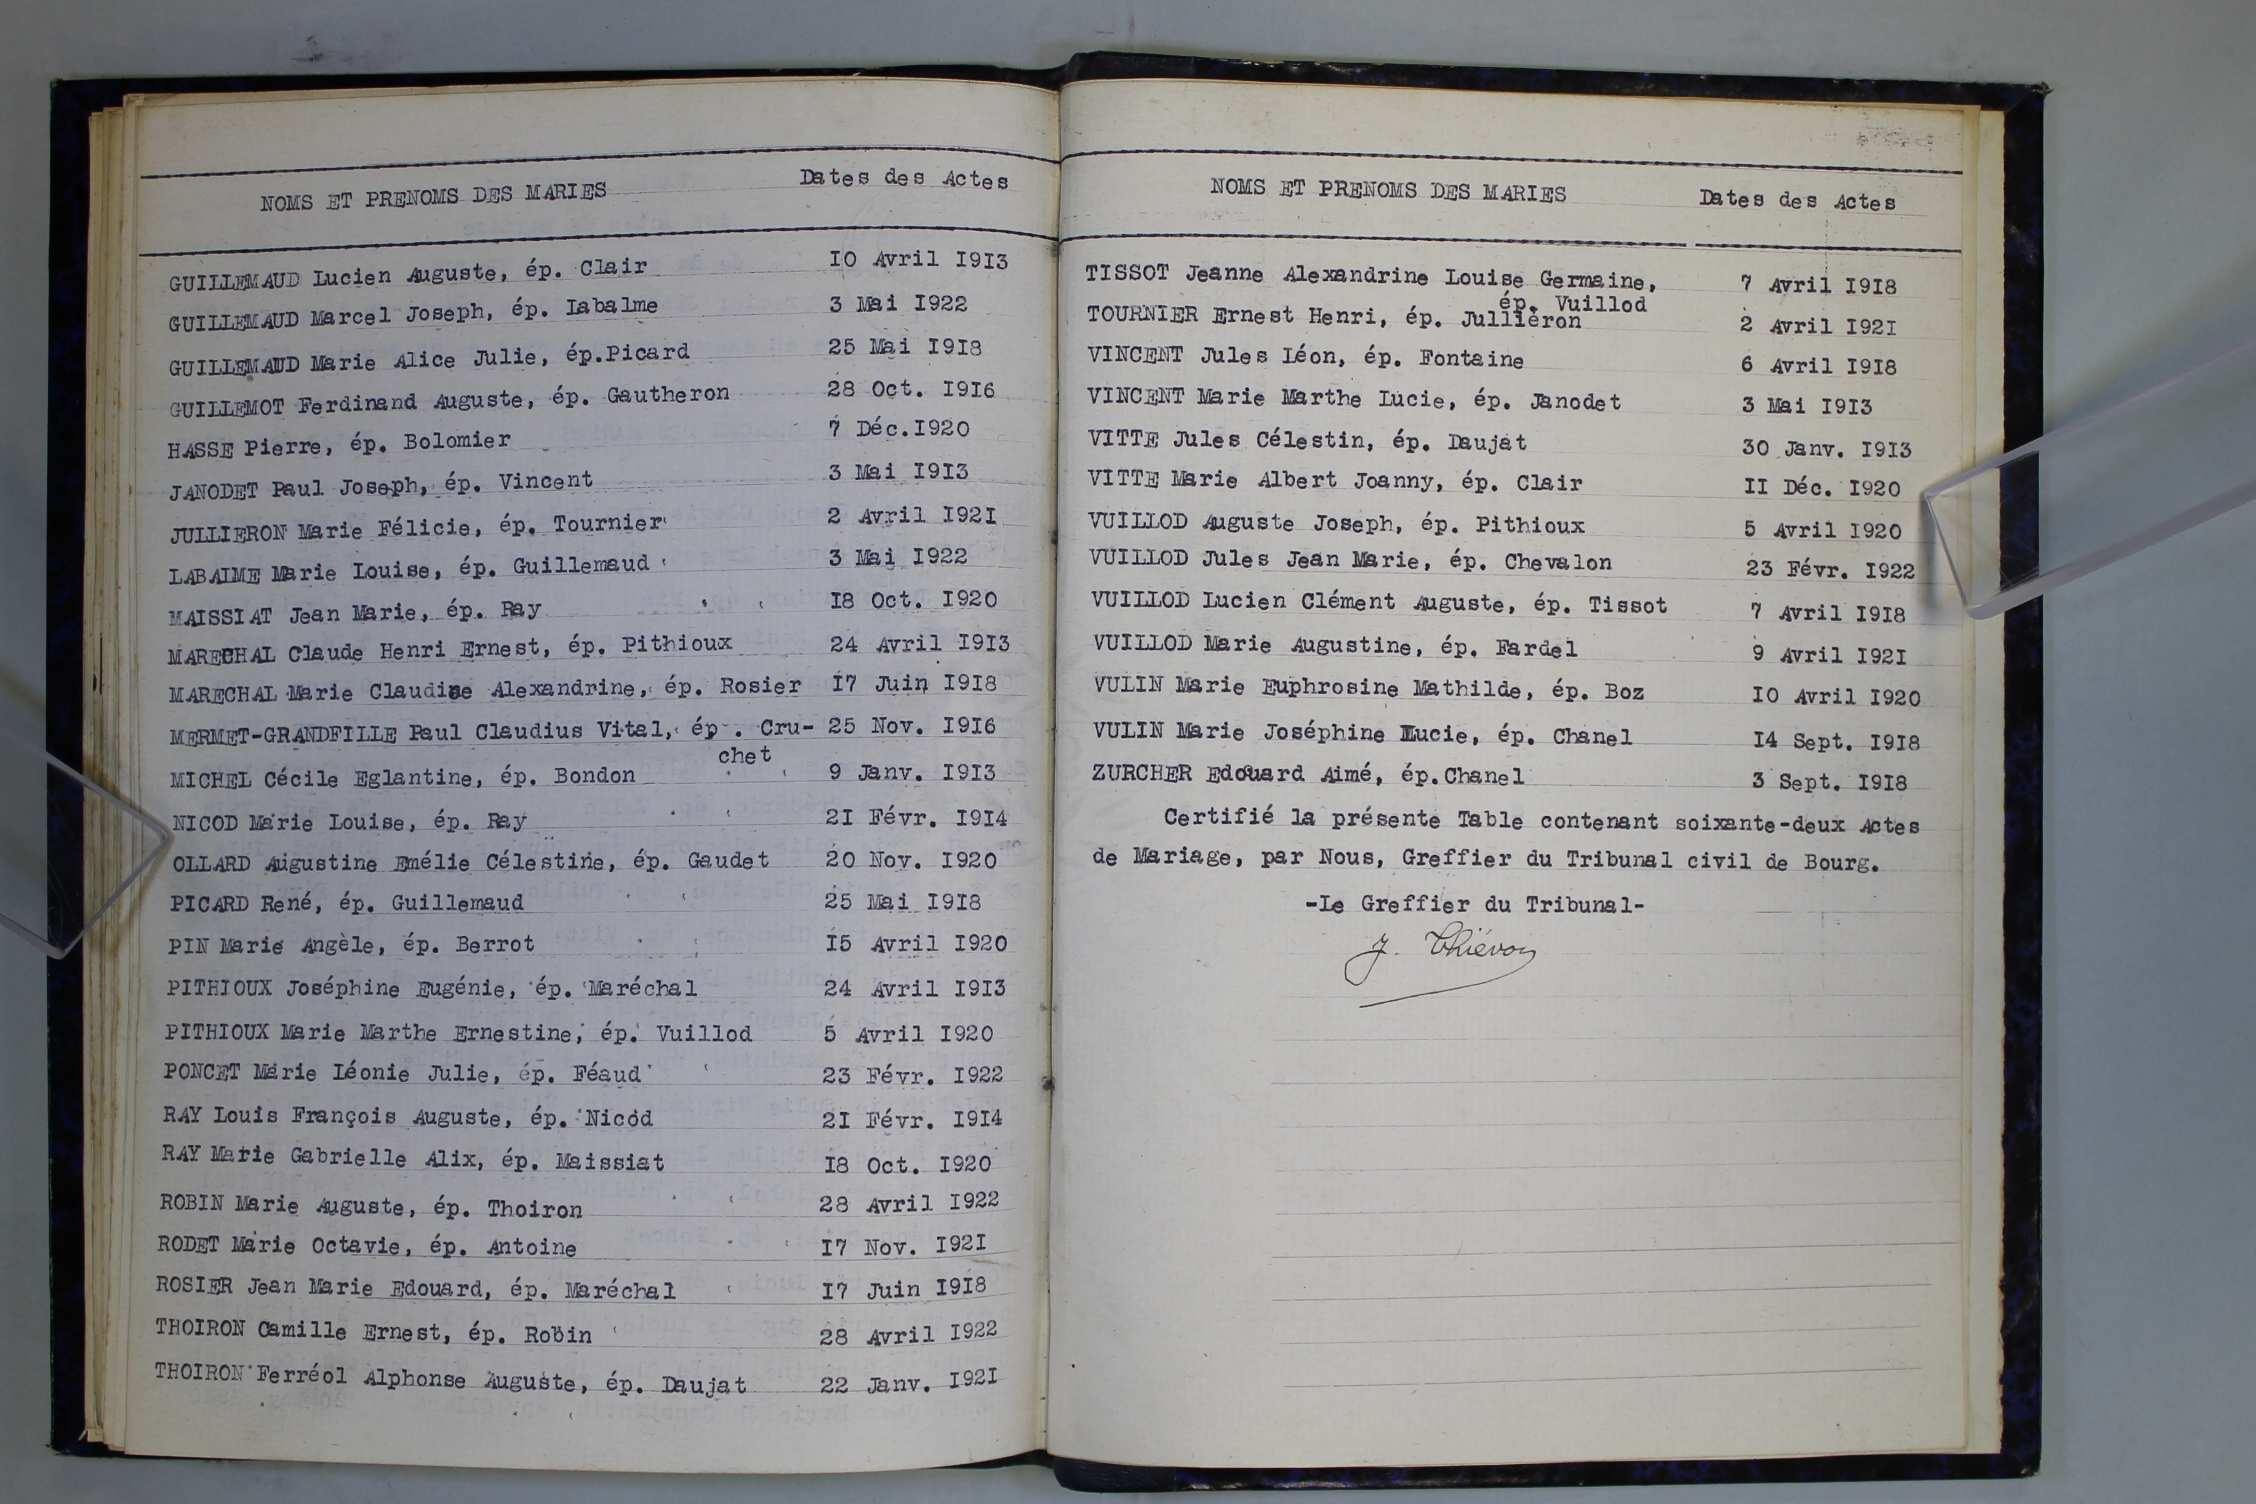 NOMS ET PRENOMS DES MARIES Dates des Actes
GUILLEMAUD Lucien Auguste, ép. Clair 10 Avril 1913
GUILLEMAUD Marcel Joseph, ép. Labalme 3 Mai 1922
GUILLEMAUD Marie Alice Julie, ép.Picard 25 Mai 1918
GUILLEMOT Ferdinand Auguste, ép. Gautheron 28 Oct. 1916
HASSE Pierre, ép. Bolomier 7 Déc.1920
JANODET Paul Joseph, ép. Vincent 3 Mai 1913
JULLIERON Marie Félicie, ép. Tournier 2 Avril 1921
LABALME Marie Louise, ép. Guillemaud 3 Mai 1922
MAISSIAT Jean Marie, ép. Ray 18 Oct. 1920
MARECHAL Claude Henri Ernest, ép. Pithioux 24 Avril 1913
MARECHAL Marie Claudine Alexandrine, ép. Rosier 17 Juin 1918
MERMET-GRANDFILLE Paul Claudius Vital, ép. Cru- 25 Nov. 1916
chet
MICHEL Cécile Eglantine, ép. Bondon 9 Janv. 1913
NICOD Marie Louise, ép. Ray 21 Févr. 1914
OLLARD Augustine Emélie Célestine, ép. Gaudet 20 Nov. 1920
PICARD René, ép. Guillemaud 25 Mai 1918
PIN Marie Angèle, ép. Berrot 15 Avril 1920
PITHIOUX Joséphine Eugénie, ép. Maréchal 24 Avril 1913
PITHIOUX Marie Marthe Ernestine, ép. Vuillod 5 Avril 1920
PONCET Marie Léonie Julie, ép. Féaud 23 Févr. 1922
RAY Louis François Auguste, ép. Nicod 21 Févr. 1914
RAY Marie Gabrielle Alix, ép. Maissiat 18 Oct. 1920
ROBIN Marie Auguste, ép. Thoiron 28 Avril 1922
RODET Marie Octavie, ép. Antoine 17 Nov. 1921
ROSIER Jean Marie Edouard, ép. Maréchal 17 Juin 1918
THOIRON Camille Ernest, ép. Robin 28 Avril 1922
THOIRON Ferréol Alphonse Auguste, ép. Daujat 22 Janv. 1921
NOMS ET PRENOMS DES MARIES Dates des Actes
TISSOT Jeanne Alexandrine Louise Germaine, 7 Avril 1918
ép. Vuillod
TOURNIER Ernest Henri, ép. Julliéron 2 Avril 1921
VINCENT Jules Léon, ép. Fontaine 6 Avril 1918
VINCENT Marie Marthe Lucie, ép. Janodet 3 Mai 1913
VITTE Jules Célestin, ép. Daujat 30 Janv. 1913
VITTE Marie Albert Joanny, ép. Clair 11 Déc. 1920
VUILLOD Auguste Joseph, ép. Pithioux 5 Avril 1920
VUILLOD Jules Jean Marie, ép. Chevalon 23 Févr. 1922
VUILLOD Lucien Clément Auguste, ép. Tissot 7 Avril 1918
VUILLOD Marie Augustine, ép. Fardel 9 Avril 1921
VULIN Marie Euphrosine Mathilde, ép. Boz 10 Avril 1920
VULIN Marie Joséphine Lucie, ép. Chanel 14 Sept. 1918
ZURCHER Edouard Aimé, ép.Chanel 3 Sept. 1918
Certifié la présente Table contenant soixante-deux Actes
de Mariage, par Nous, Greffier du Tribunal civil de Bourg.
-Le Greffier du Tribunal-
J. Thiévon